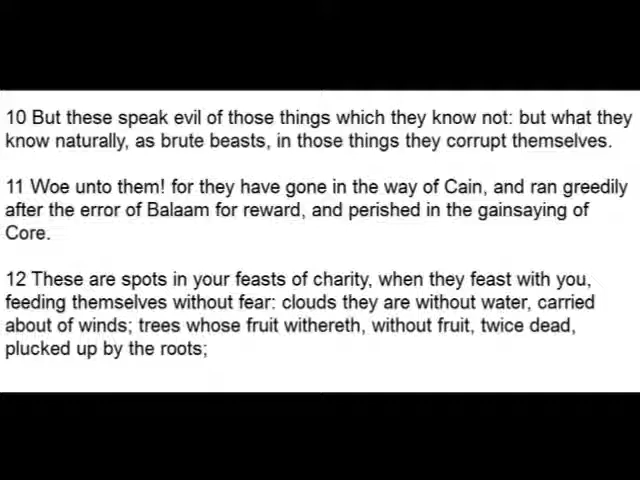 10 But these speak evil of those things which they know not: but what they
know naturally, as brute beasts, in those things they corrupt themselves.
11 Woe unto them! for they have gone in the way of Cain, and ran greedily
after the error of Balaam for reward, and perished in the gainsaying of
Core.
12 These are spots in your feasts of charity, when they feast with you,
feeding themselves without fear: clouds they are without water, carried
about of winds; trees whose fruit withereth, without fruit, twice dead,
plucked up by the roots;